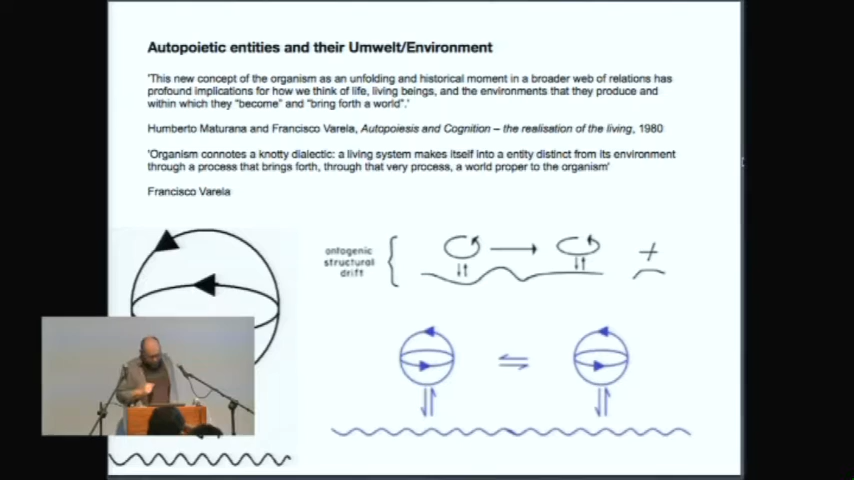 Autopoietic entities and their Umwelt/Environment
'This new concept of the organism as an unfolding and historical moment in a broader web of relations has
profound implications for how we think of life, living beings, and the environments that they produce and
within which they "become" and "bring forth a world".'
Humberto Maturana and Francisco Varela, Autopoiesis and Cognition – the realisation of the living, 1980
'Organism connotes a knotty dialectic: a living system makes itself into a entity distinct from its environment
through a process that brings forth, through that very process, a world proper to the organism'
Francisco Varela
ontogenic
structural
drift